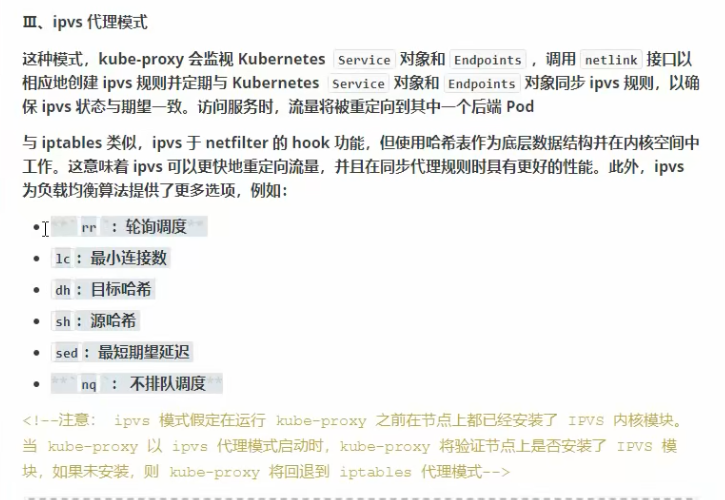 Ⅲ、ipvs 代理模式
这种模式，kube-proxy 会监视 Kubernetes Service 对象和 Endpoints ，调用 netlink 接口以
相应地创建 ipvs 规则并定期与 Kubernetes Service 对象和 Endpoints 对象同步 ipvs 规则，以确
保 ipvs 状态与期望一致。访问服务时，流量将被重定向到其中一个后端 Pod
与 iptables 类似，ipvs 于 netfilter 的 hook 功能，但使用哈希表作为底层数据结构并在内核空间中
工作。这意味着 ipvs 可以更快地重定向流量，并且在同步代理规则时具有更好的性能。此外，ipvs
为负载均衡算法提供了更多选项，例如：
**` rr `：轮询调度**
lc：最小连接数
dh：目标哈希
sh：源哈希
sed：最短期望延迟
**` nq `： 不排队调度**
<!--注意： ipvs 模式假定在运行 kube-proxy 之前在节点上都已经安装了 IPVS 内核模块。
当 kube-proxy 以 ipvs 代理模式启动时，kube-proxy 将验证节点上是否安装了 IPVS 模
块，如果未安装，则 kube-proxy 将回退到 iptables 代理模式-->